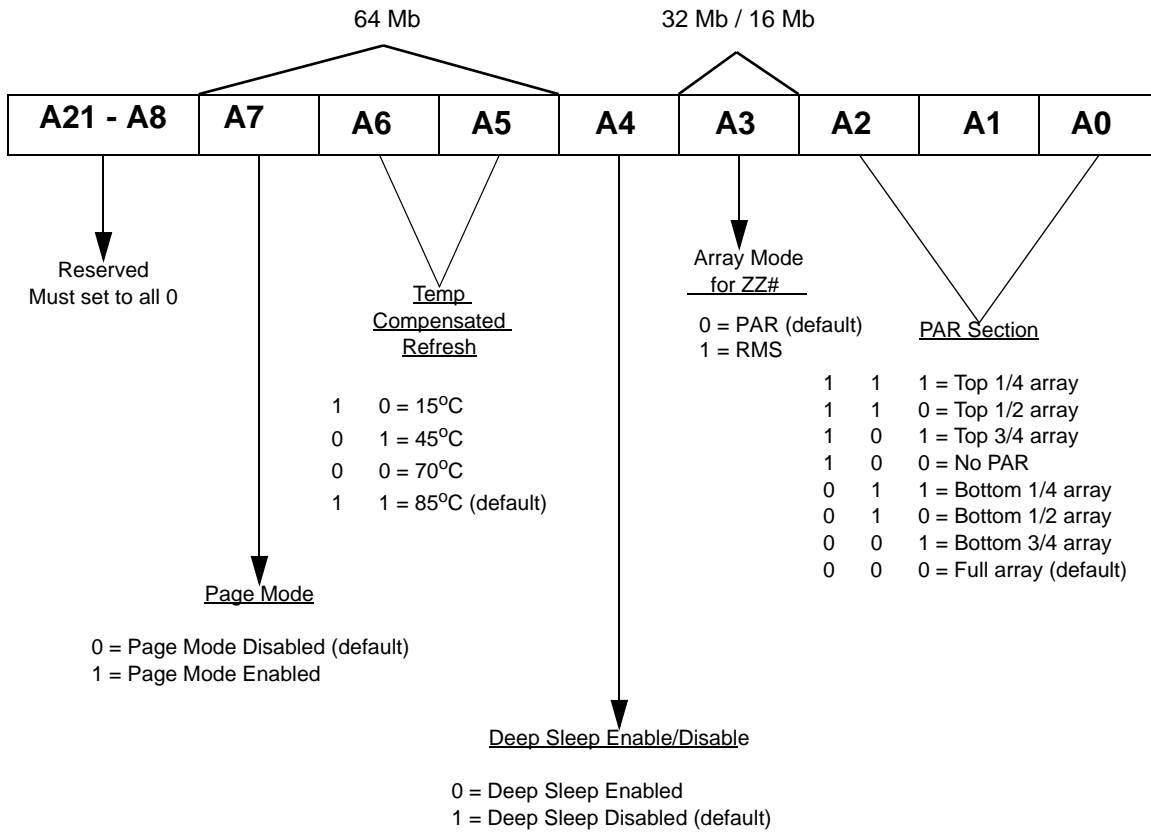 64 Mb
32 Mb / 16 Mb
A21 - A8 A7 A6 A5 A4 A3 A2 A1 A0
Reserved
Must set to all 0
Temp
Compensated
Refresh
1 0 = 15oC
0 1 = 45oC
0 0 = 70oC
1 1 = 85oC (default)
Array Mode
for ZZ#
0 = PAR (default)
1 = RMS
PAR Section
1 1 1 = Top 1/4 array
1 1 0 = Top 1/2 array
1 0 1 = Top 3/4 array
1 0 0 = No PAR
0 1 1 = Bottom 1/4 array
0 1 0 = Bottom 1/2 array
0 0 1 = Bottom 3/4 array
0 0 0 = Full array (default)
Page Mode
0 = Page Mode Disabled (default)
1 = Page Mode Enabled
Deep Sleep Enable/Disable
0 = Deep Sleep Enabled
1 = Deep Sleep Disabled (default)